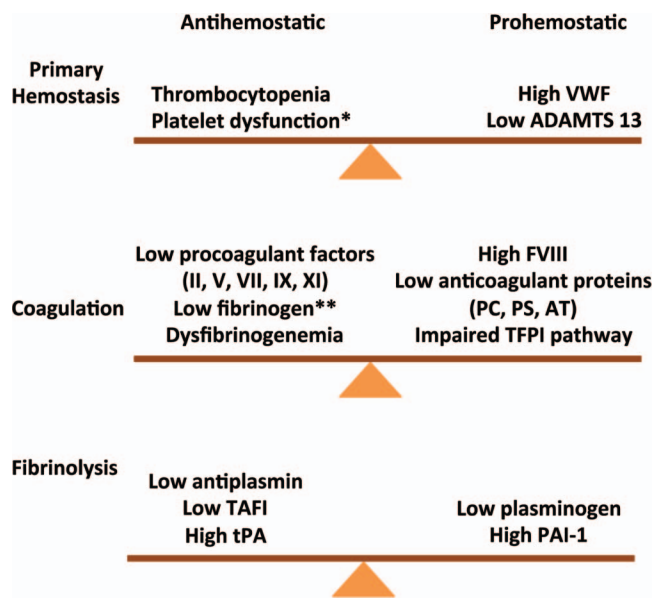 Antihemostatic Prohemostatic
Primary
Hemostasis
Thrombocytopenia
Platelet dysfunction*
High VWF
Low ADAMTS 13
Coagulation
Low procoagulant factors
(II, V, VII, IX, XI)
Low fibrinogen**
Dysfibrinogenemia
High FVIII
Low anticoagulant proteins
(PC, PS, AT)
Impaired TFPI pathway
Fibrinolysis
Low antiplasmin
Low TAFI
High tPA
Low plasminogen
High PAI-1